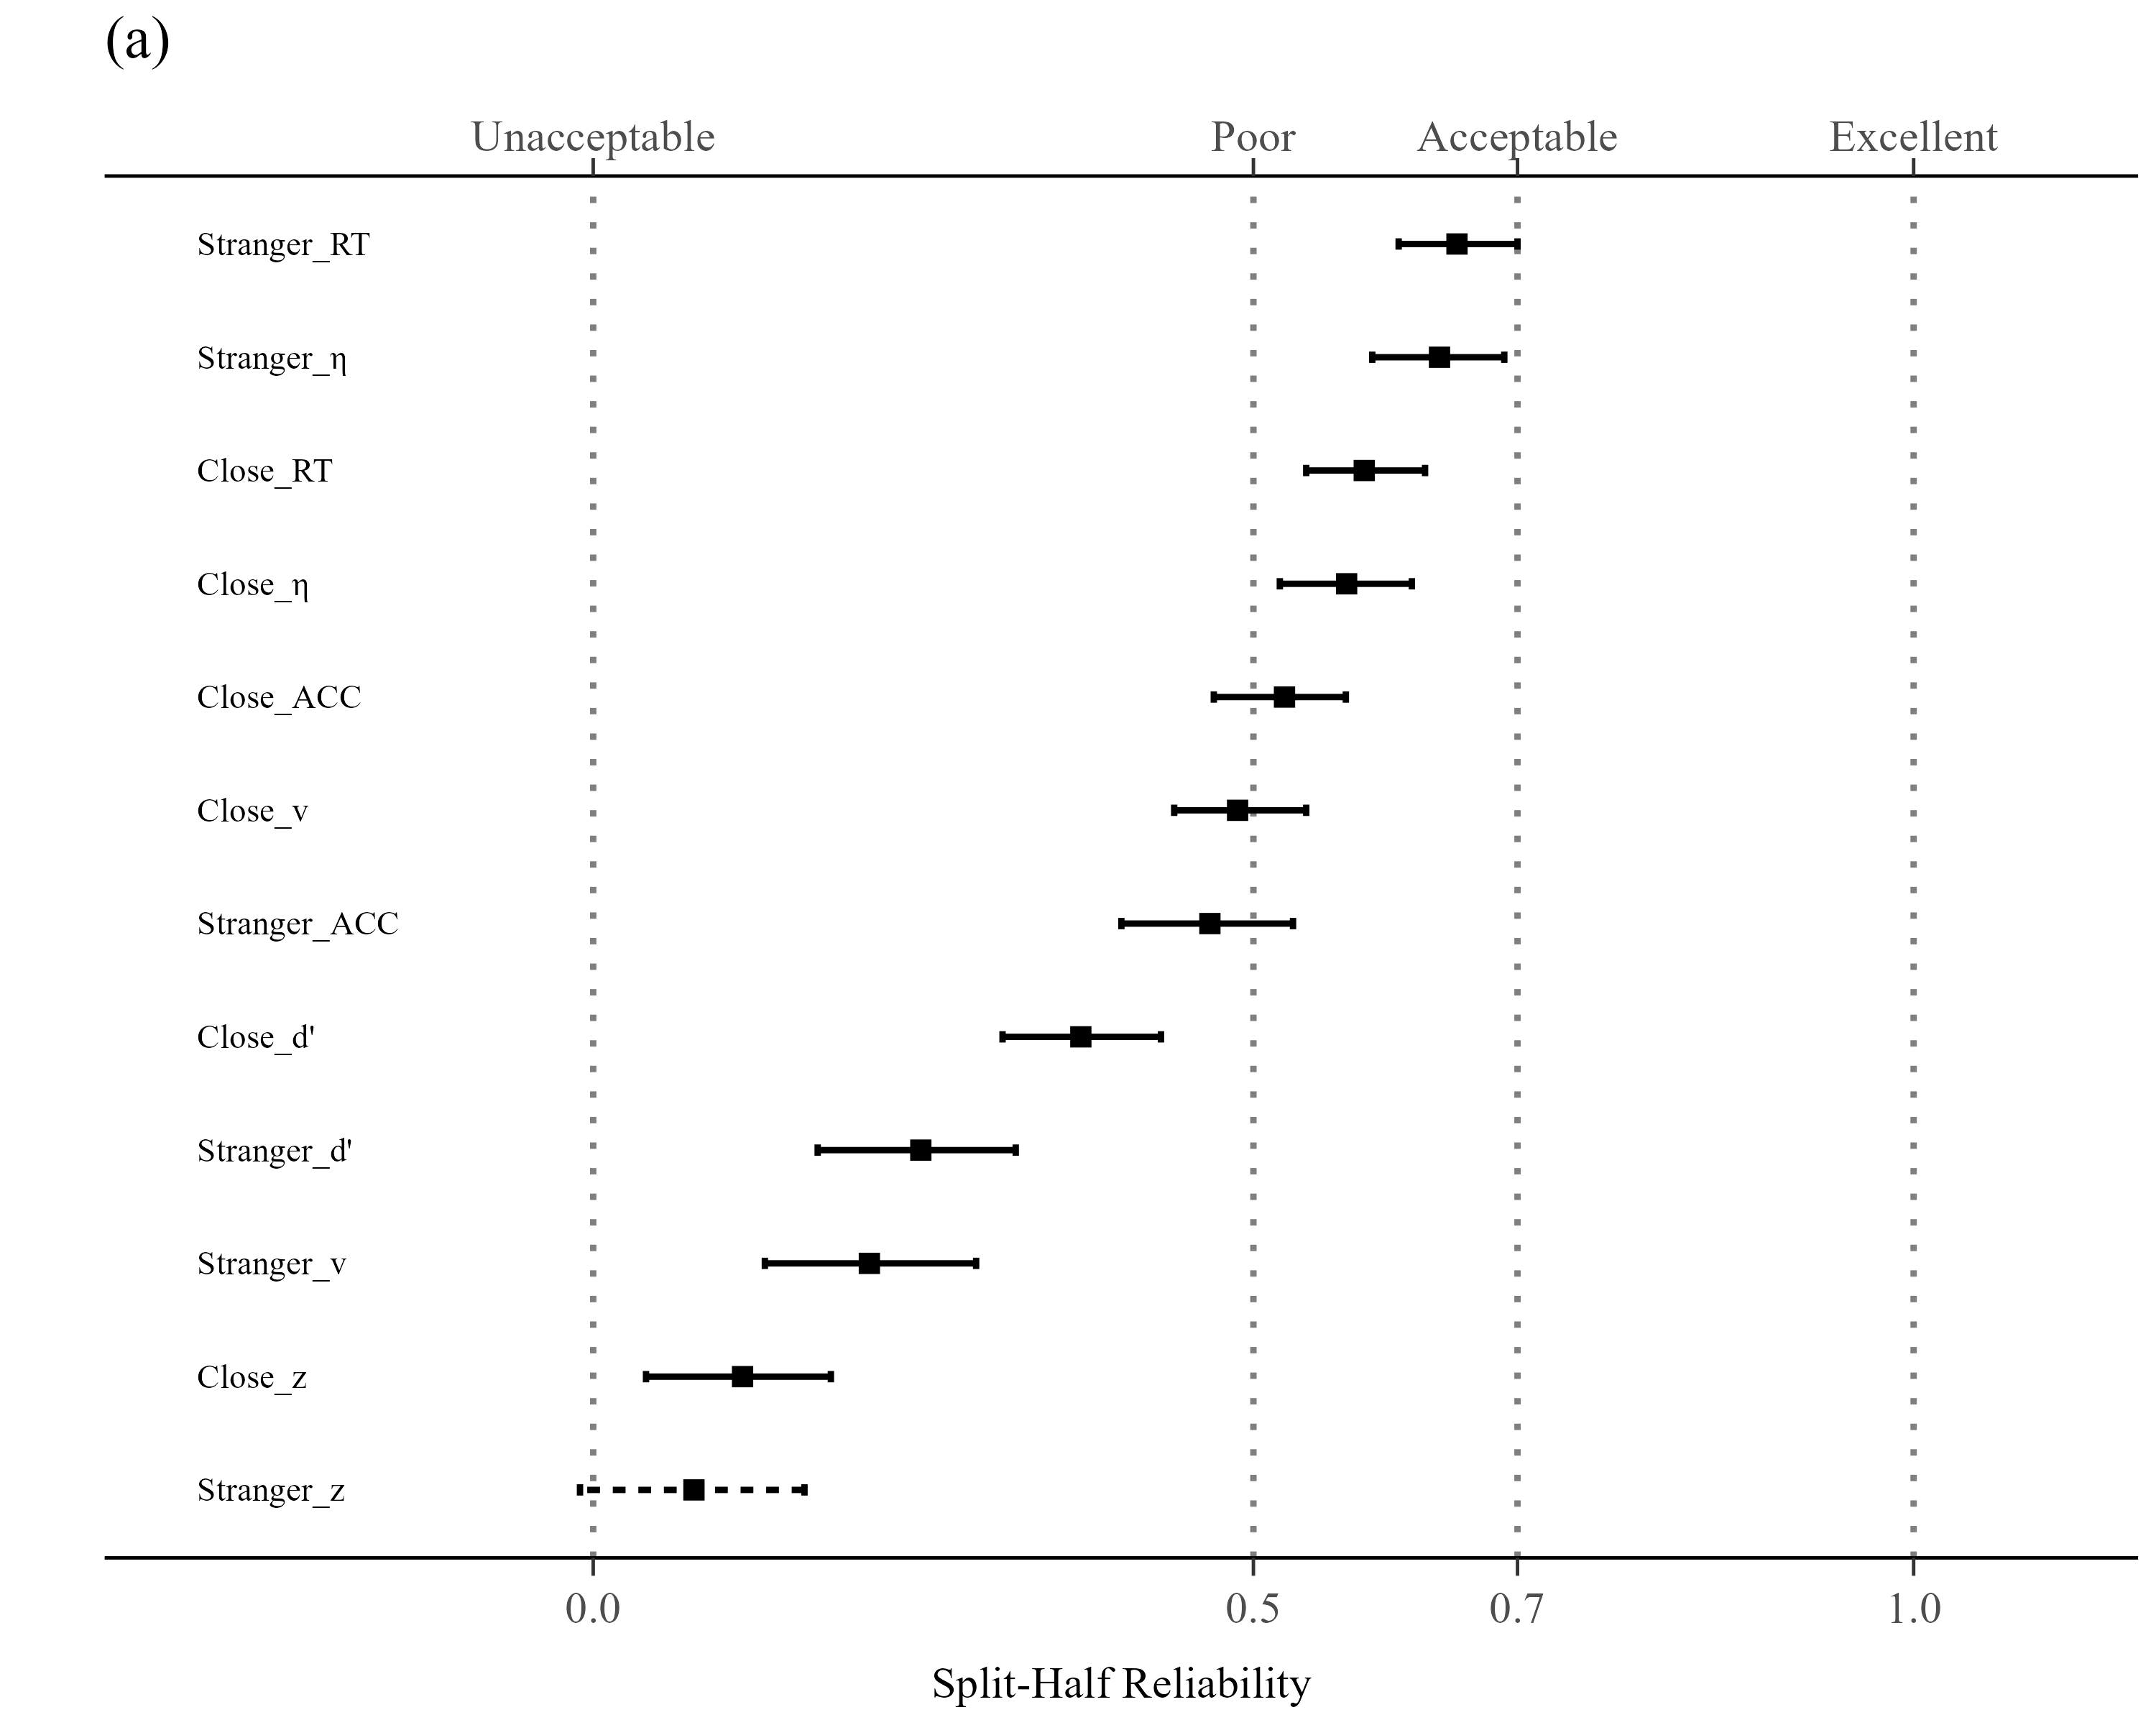 (a)
Unacceptable Poor Acceptable Excellent
Stranger_RT
Stranger_η
Close_RT
Close_η
Close_ACC
Close_v
Stranger_ACC
Close_d'
Stranger_d'
Stranger_v
Close_z
Stranger_z
0.0 0.5 0.7 1.0
Split-Half Reliability